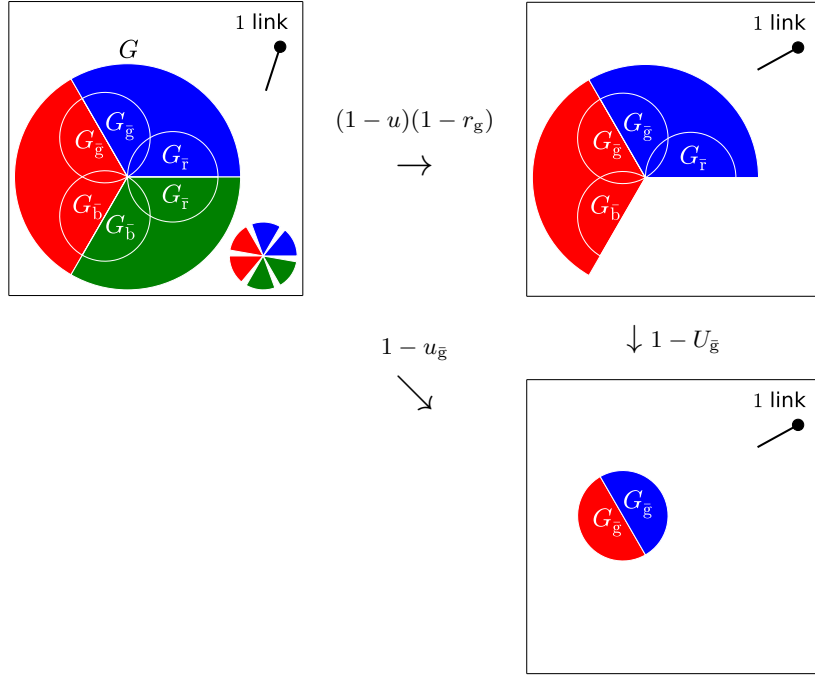 1 link
G
G_ḡ
G_ḡ
G_r̄
G_r̄
G_b̄
G_b̄
(1 − u)(1 − r_g)
→
1 link
G_ḡ
G_ḡ
G_r̄
G_b̄
1 − u_ḡ
↘
↓ 1 − U_ḡ
1 link
G_ḡ
G_ḡ